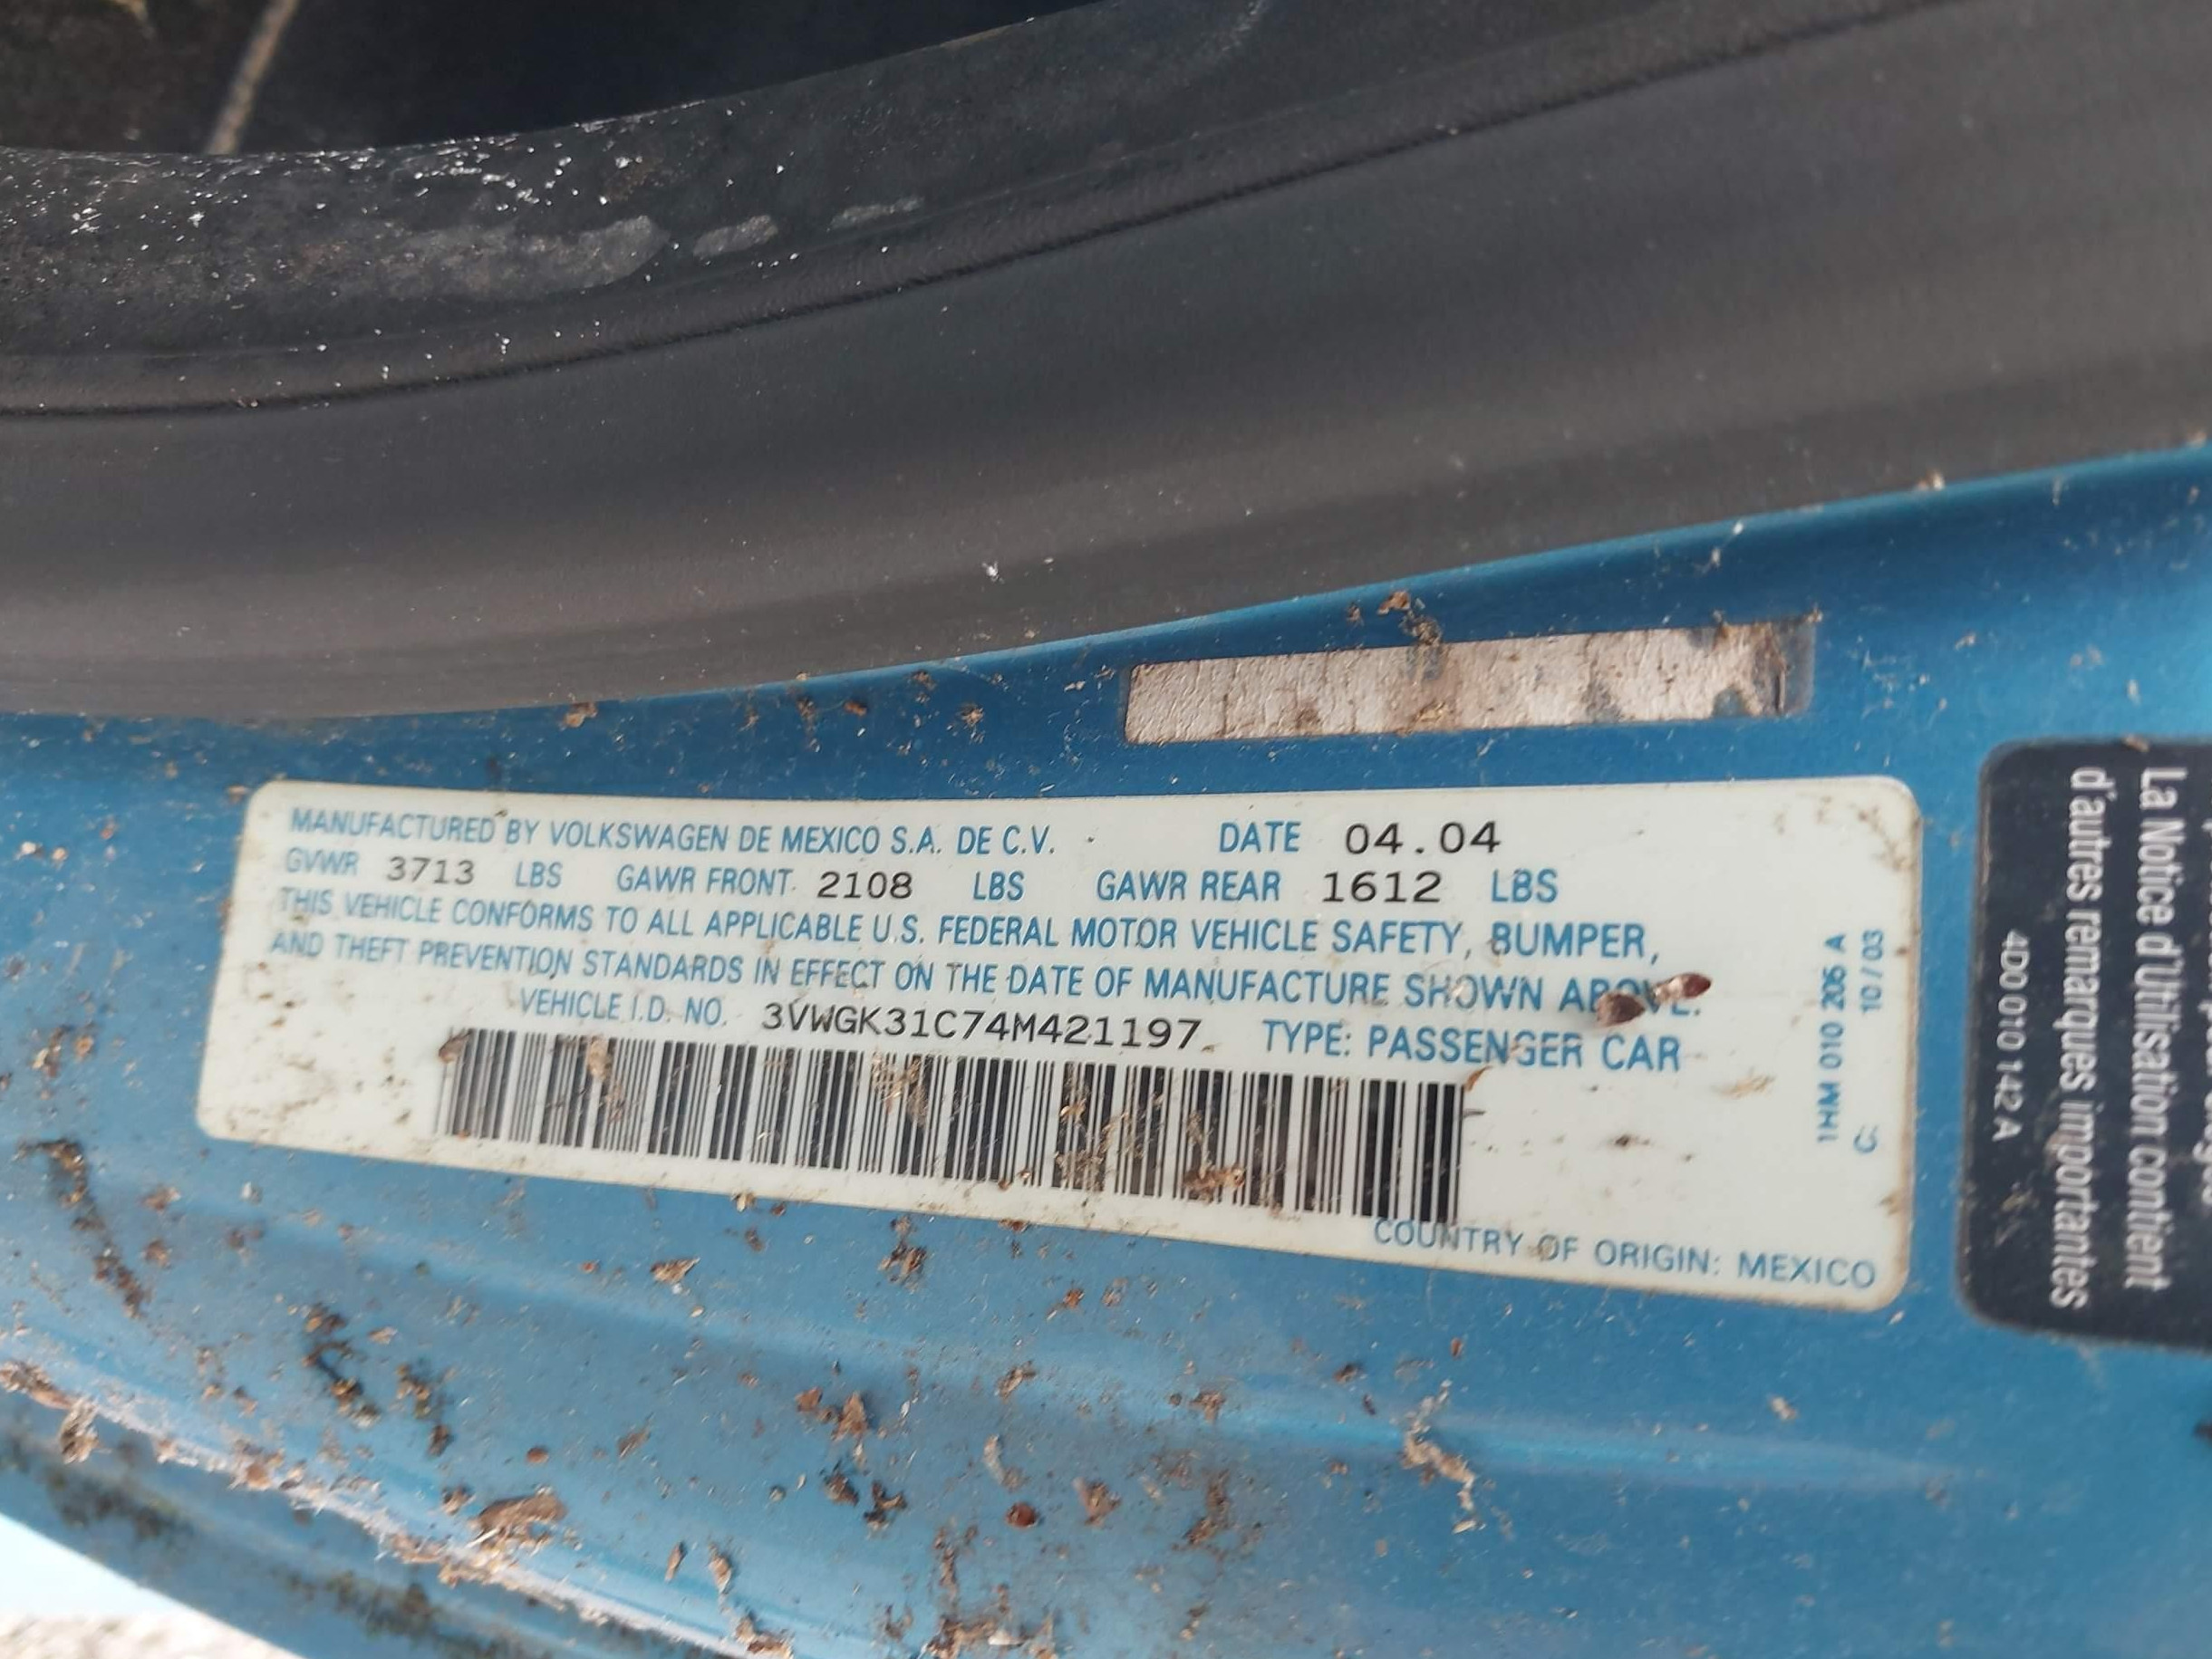 MANUFACTURED BY VOLKSWAGEN DE MEXICO S.A. DE C.V. DATE 04.04
GVWR 3713 LBS GAWR FRONT 2108 LBS GAWR REAR 1612 LBS
THIS VEHICLE CONFORMS TO ALL APPLICABLE U.S. FEDERAL MOTOR VEHICLE SAFETY, BUMPER,
AND THEFT PREVENTION STANDARDS IN EFFECT ON THE DATE OF MANUFACTURE SHOWN ABOVE.
VEHICLE I.D. NO. 3VWGK31C74M421197 TYPE: PASSENGER CAR
COUNTRY OF ORIGIN: MEXICO
1HM 010 206 A
C. 10/03
La Notice d'Utilisation contient
d'autres remarques importantes
4D0 010 142 A